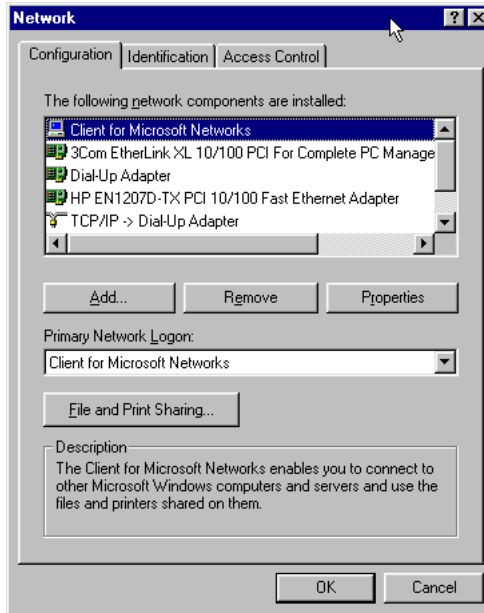 Network
Configuration Identification Access Control
The following network components are installed:
Client for Microsoft Networks
3Com EtherLink XL 10/100 PCI For Complete PC Manage
Dial-Up Adapter
HP EN1207D-TX PCI 10/100 Fast Ethernet Adapter
TCP/IP -> Dial-Up Adapter
Add... Remove Properties
Primary Network Logon:
Client for Microsoft Networks
File and Print Sharing...
Description
The Client for Microsoft Networks enables you to connect to
other Microsoft Windows computers and servers and use the
files and printers shared on them.
OK Cancel